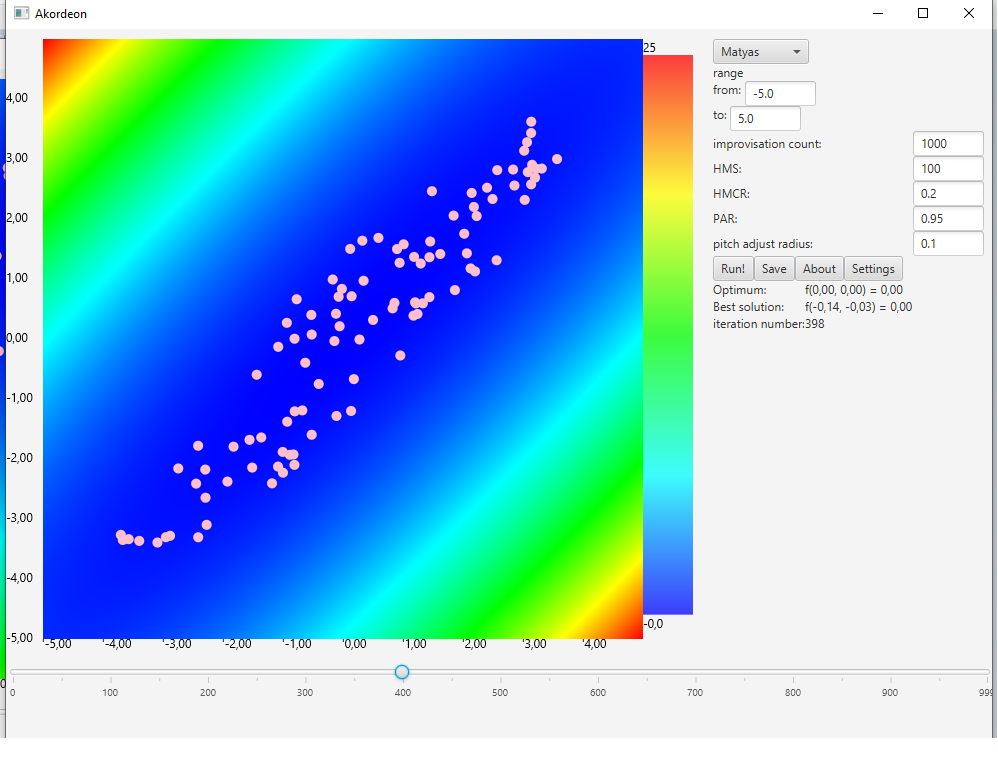 Akordeon
25
Matyas
range
from: -5.0
to: 5.0
improvisation count: 1000
HMS: 100
HMCR: 0.2
PAR: 0.95
pitch adjust radius: 0.1
Run! Save About Settings
Optimum: f(0,00, 0,00) = 0,00
Best solution: f(-0,14, -0,03) = 0,00
iteration number:398
4,00
3,00
2,00
1,00
0,00
-1,00
-2,00
-3,00
-4,00
-5,00
-0,0
'-5,00 '-4,00 '-3,00 '-2,00 '-1,00 '0,00 '1,00 '2,00 '3,00 '4,00
0 100 200 300 400 500 600 700 800 900 999